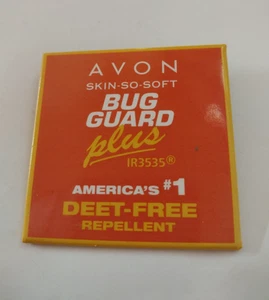 AVON
SKIN-SO-SOFT
BUG
GUARD
plus
IR3535®
AMERICA'S #1
DEET-FREE
REPELLENT